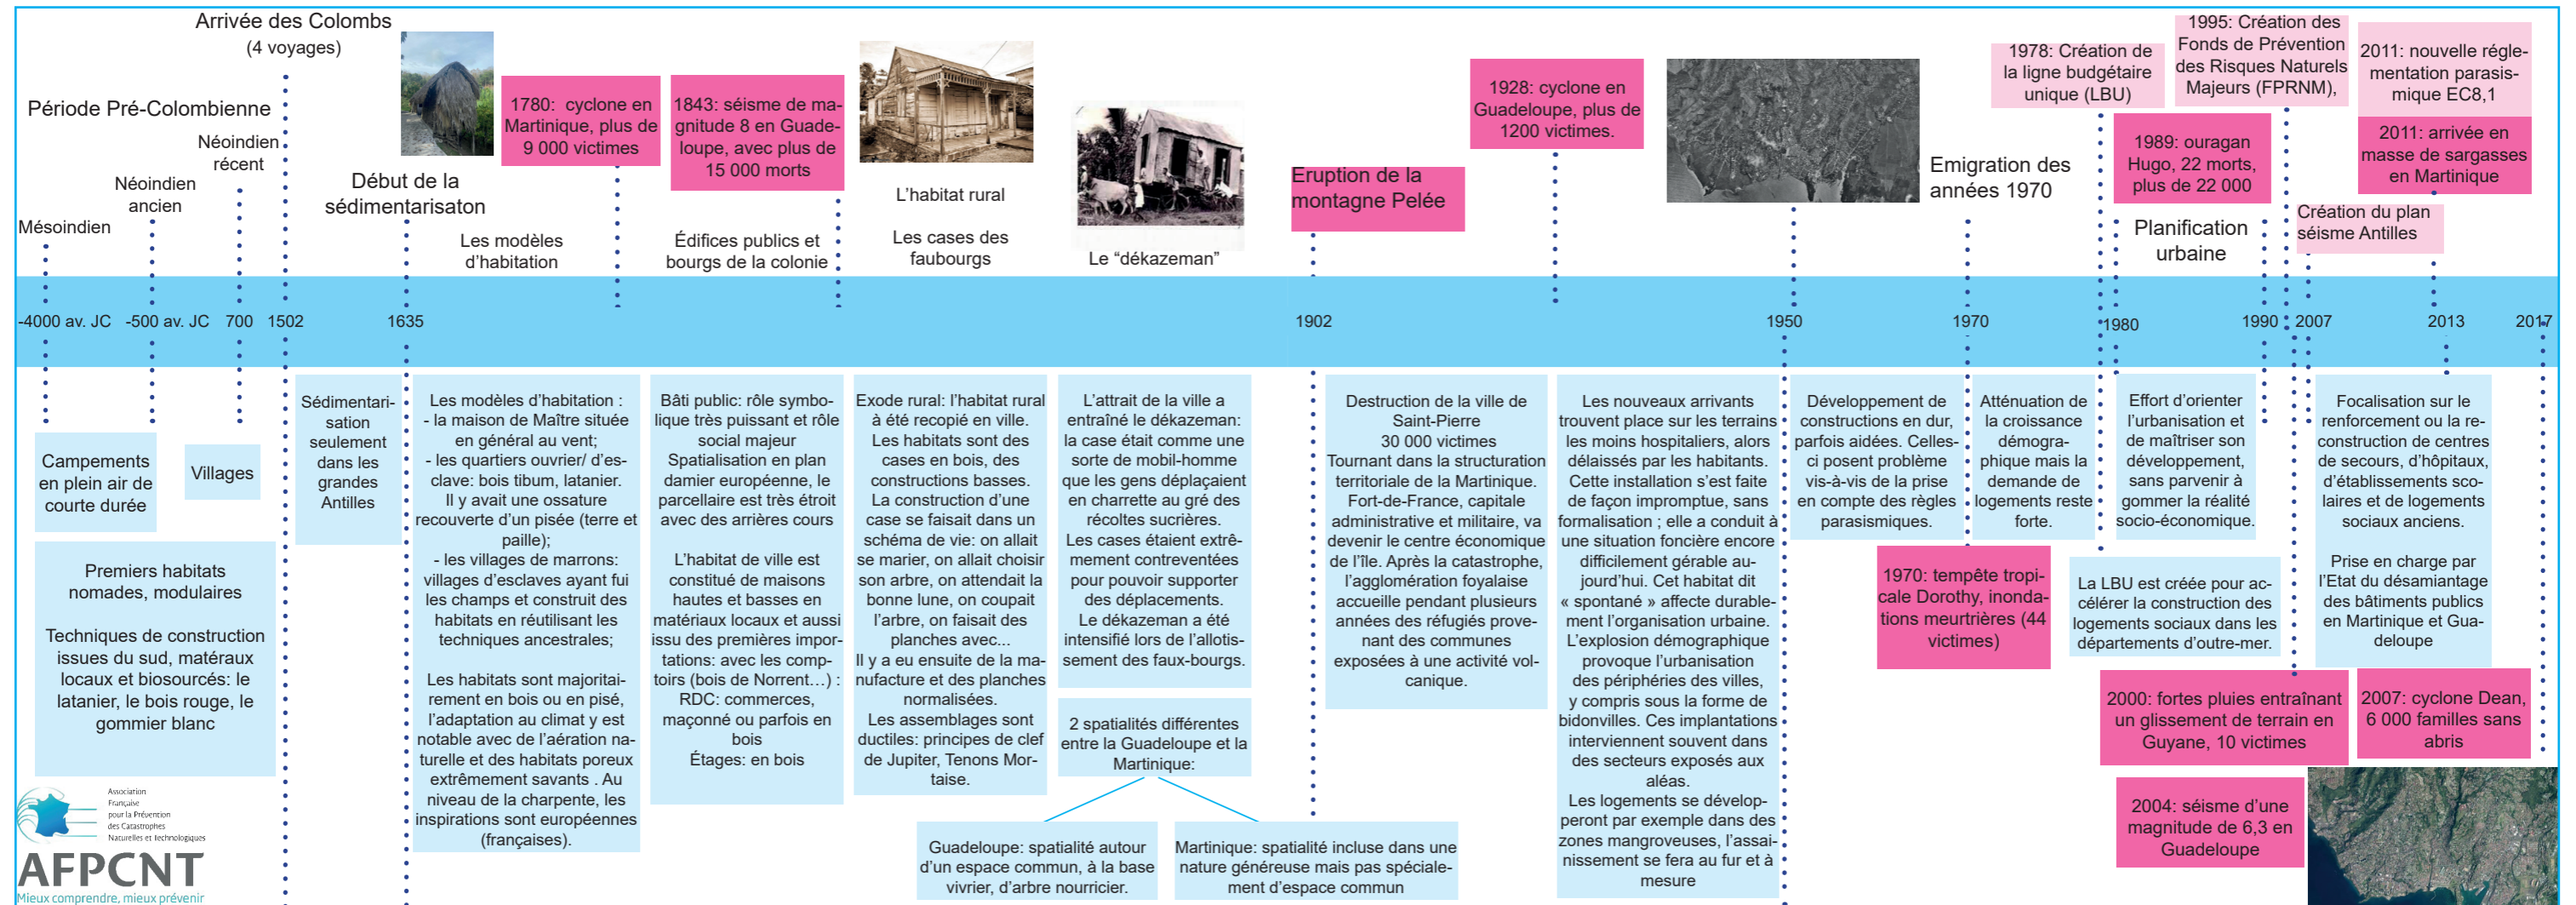 Arrivée des Colombs
(4 voyages)
Période Pré-Colombienne
Mésoindien
Néoindien
ancien
Néoindien
récent
Début de la
sédimentarisaton
Les modèles
d'habitation
1780:  cyclone en
Martinique, plus de
9 000 victimes
1843: séisme de ma-
gnitude 8 en Guade-
loupe, avec plus de
15 000 morts
Édifices publics et
bourgs de la colonie
L'habitat rural
Les cases des
faubourgs
Le “dékazeman”
Eruption de la
montagne Pelée
1928: cyclone en
Guadeloupe, plus de
1200 victimes.
Emigration des
années 1970
1978: Création de
la ligne budgétaire
unique (LBU)
1989: ouragan
Hugo, 22 morts,
plus de 22 000
Planification
urbaine
1995: Création des
Fonds de Prévention
des Risques Naturels
Majeurs (FPRNM),
Création du plan
séisme Antilles
2011: nouvelle régle-
mentation parasis-
mique EC8,1
2011: arrivée en
masse de sargasses
en Martinique
-4000 av. JC
-500 av. JC
700
1502
1635
1902
1950
1970
1980
1990
2007
2013
2017
Campements
en plein air de
courte durée
Villages
Premiers habitats
nomades, modulaires
Techniques de construction
issues du sud, matéraux
locaux et biosourcés: le
latanier, le bois rouge, le
gommier blanc
Sédimentari-
sation
seulement
dans les
grandes
Antilles
Les modèles d'habitation :
- la maison de Maître située
en général au vent;
- les quartiers ouvrier/ d'es-
clave: bois tibum, latanier.
Il y avait une ossature
recouverte d'un pisée (terre et
paille);
- les villages de marrons:
villages d'esclaves ayant fui
les champs et construit des
habitats en réutilisant les
techniques ancestrales;
Les habitats sont majoritai-
rement en bois ou en pisé,
l'adaptation au climat y est
notable avec de l'aération na-
turelle et des habitats poreux
extrêmement savants . Au
niveau de la charpente, les
inspirations sont européennes
(françaises).
Bâti public: rôle symbo-
lique très puissant et rôle
social majeur
Spatialisation en plan
damier européenne, le
parcellaire est très étroit
avec des arrières cours
L'habitat de ville est
constitué de maisons
hautes et basses en
matériaux locaux et aussi
issu des premières impor-
tations: avec les comp-
toirs (bois de Norrent…) :
RDC: commerces,
maçonné ou parfois en
bois
Étages: en bois
Exode rural: l'habitat rural
à été recopié en ville.
Les habitats sont des
cases en bois, des
constructions basses.
La construction d'une
case se faisait dans un
schéma de vie: on allait
se marier, on allait choisir
son arbre, on attendait la
bonne lune, on coupait
l'arbre, on faisait des
planches avec...
Il y a eu ensuite de la ma-
nufacture et des planches
normalisées.
Les assemblages sont
ductiles: principes de clef
de Jupiter, Tenons Mor-
taise.
L'attrait de la ville a
entraîné le dékazeman:
la case était comme une
sorte de mobil-homme
que les gens déplaçaient
en charrette au gré des
récoltes sucrières.
Les cases étaient extrê-
mement contreventées
pour pouvoir supporter
des déplacements.
Le dékazeman a été
intensifié lors de l'allotis-
sement des faux-bourgs.
2 spatialités différentes
entre la Guadeloupe et la
Martinique:
Guadeloupe: spatialité autour
d'un espace commun, à la base
vivrier, d'arbre nourricier.
Martinique: spatialité incluse dans une
nature généreuse mais pas spéciale-
ment d'espace commun
Destruction de la ville de
Saint-Pierre
30 000 victimes
Tournant dans la structuration
territoriale de la Martinique.
Fort-de-France, capitale
administrative et militaire, va
devenir le centre économique
de l'île. Après la catastrophe,
l'agglomération foyalaise
accueille pendant plusieurs
années des réfugiés prove-
nant des communes
exposées à une activité vol-
canique.
Les nouveaux arrivants
trouvent place sur les terrains
les moins hospitaliers, alors
délaissés par les habitants.
Cette installation s'est faite
de façon impromptue, sans
formalisation ; elle a conduit à
une situation foncière encore
difficilement gérable au-
jourd'hui. Cet habitat dit
« spontané » affecte durable-
ment l'organisation urbaine.
L'explosion démographique
provoque l'urbanisation
des périphéries des villes,
y compris sous la forme de
bidonvilles. Ces implantations
interviennent souvent dans
des secteurs exposés aux
aléas.
Les logements se dévelop-
peront par exemple dans des
zones mangroveuses, l'assai-
nissement se fera au fur et à
mesure
Développement de
constructions en dur,
parfois aidées. Celles-
ci posent problème
vis-à-vis de la prise
en compte des règles
parasismiques.
Atténuation de
la croissance
démogra-
phique mais la
demande de
logements reste
forte.
1970: tempête tropi-
cale Dorothy, inonda-
tions meurtrières (44
victimes)
Effort d'orienter
l'urbanisation et
de maîtriser son
développement,
sans parvenir à
gommer la réalité
socio-économique.
La LBU est créée pour ac-
célérer la construction des
logements sociaux dans les
départements d'outre-mer.
Focalisation sur le
renforcement ou la re-
construction de centres
de secours, d'hôpitaux,
d'établissements sco-
laires et de logements
sociaux anciens.
Prise en charge par
l'Etat du désamiantage
des bâtiments publics
en Martinique et Gua-
deloupe
2000: fortes pluies entraînant
un glissement de terrain en
Guyane, 10 victimes
2007: cyclone Dean,
6 000 familles sans
abris
2004: séisme d'une
magnitude de 6,3 en
Guadeloupe
Association
Française
pour la Prévention
des Catastrophes
Naturelles et Technologiques
AFPCNT
Mieux comprendre, mieux prévenir